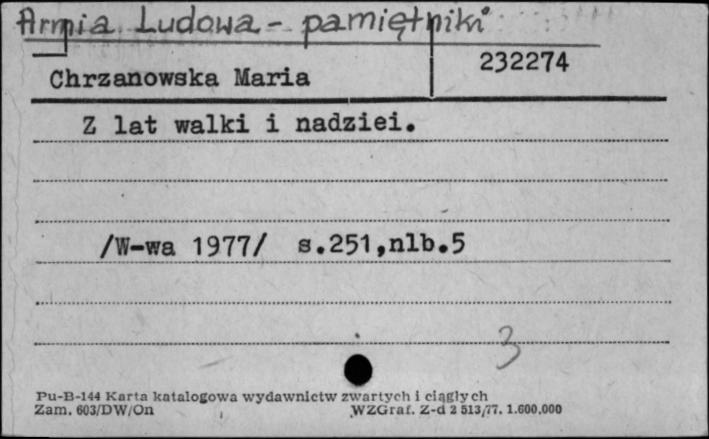 Armia Ludowa - pamiętniki
Chrzanowska Maria 232274
Z lat walki i nadziei.
/W-wa 1977/ s.251,nlb.5
3
Pu-B-144 Karta katalogowa wydawnictw zwartych i ciągłych
Zam. 603/DW/On WZGraf. Z-d 2 513/77. 1.600.000